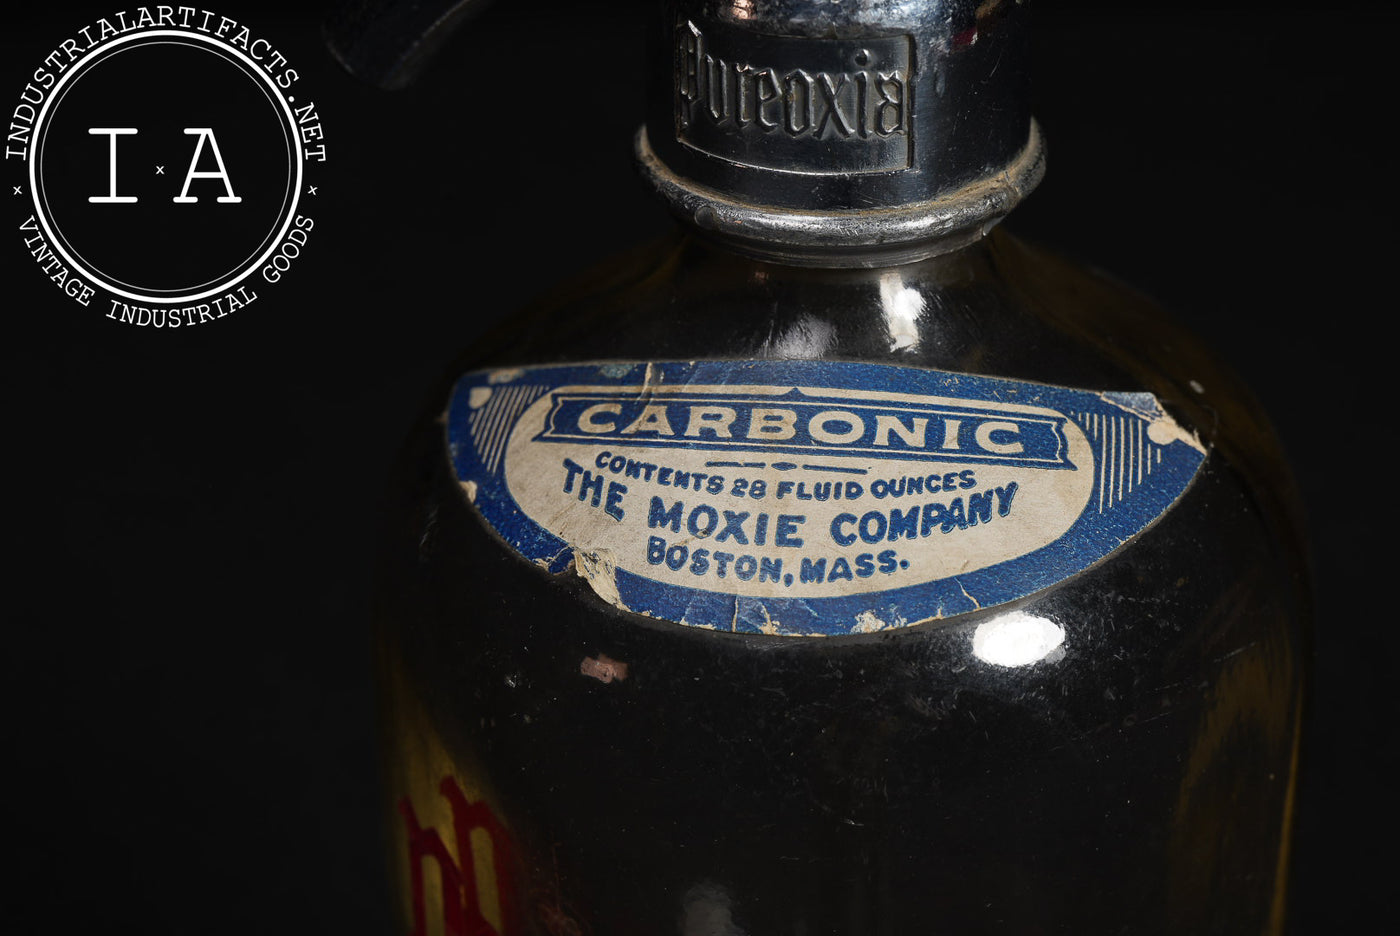 INDUSTRIALARTIFACTS.NET
I x A
x VINTAGE INDUSTRIAL GOODS x
Pureoxia
CARBONIC
CONTENTS 28 FLUID OUNCES
THE MOXIE COMPANY
BOSTON, MASS.